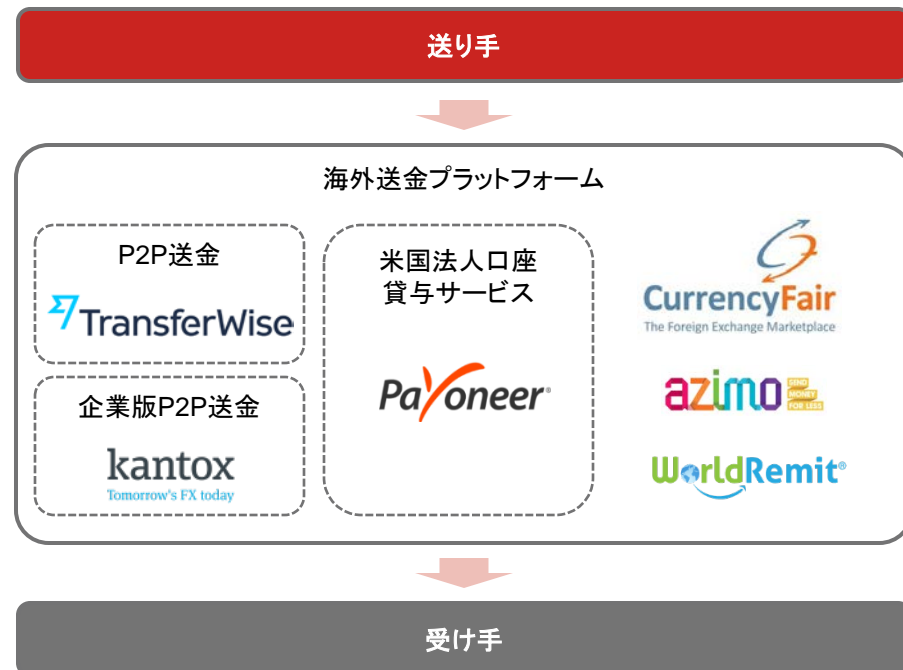 送り手
海外送金プラットフォーム
P2P送金
TransferWise
企業版P2P送金
kantox
Tomorrow's FX today
米国法人口座
貸与サービス
Payoneer®
CurrencyFair
The Foreign Exchange Marketplace
azimo
SEND
MONEY
FOR LESS
WorldRemit®
受け手